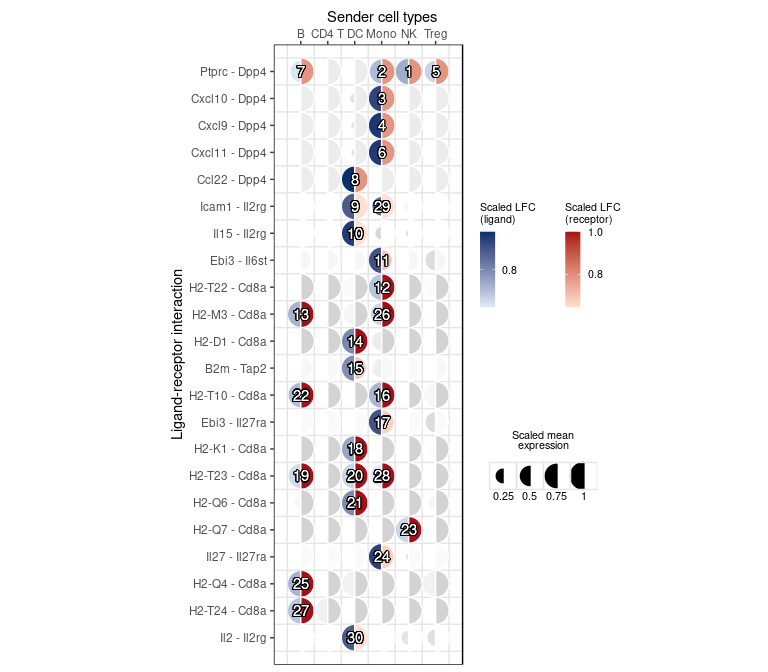 Sender cell types
B CD4 T DC Mono NK Treg
Ligand-receptor interaction
Ptprc - Dpp4 7 2 1 5
Cxcl10 - Dpp4 3
Cxcl9 - Dpp4 4
Cxcl11 - Dpp4 6
Ccl22 - Dpp4 8
Icam1 - Il2rg 9 29
Il15 - Il2rg 10
Ebi3 - Il6st 11
H2-T22 - Cd8a 12
H2-M3 - Cd8a 13 26
H2-D1 - Cd8a 14
B2m - Tap2 15
H2-T10 - Cd8a 22 16
Ebi3 - Il27ra 17
H2-K1 - Cd8a 18
H2-T23 - Cd8a 19 20 28
H2-Q6 - Cd8a 21
H2-Q7 - Cd8a 23
Il27 - Il27ra 24
H2-Q4 - Cd8a 25
H2-T24 - Cd8a 27
Il2 - Il2rg 30
Scaled LFC
(ligand)
0.8
Scaled LFC
(receptor)
1.0
0.8
Scaled mean
expression
0.25 0.5 0.75 1